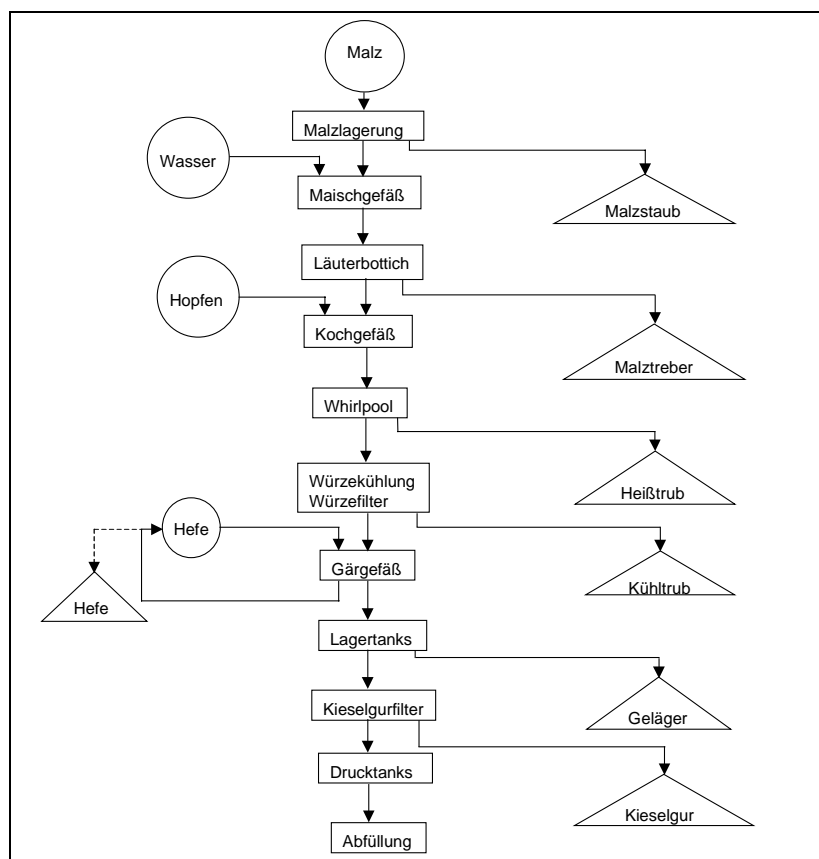 Malz
Malzlagerung
Wasser
Maischgefäß
Malzstaub
Läuterbottich
Hopfen
Kochgefäß
Malztreber
Whirlpool
Heißtrub
Würzekühlung
Würzefilter
Hefe
Gärgefäß
Kühltrub
Hefe
Lagertanks
Geläger
Kieselgurfilter
Drucktanks
Kieselgur
Abfüllung